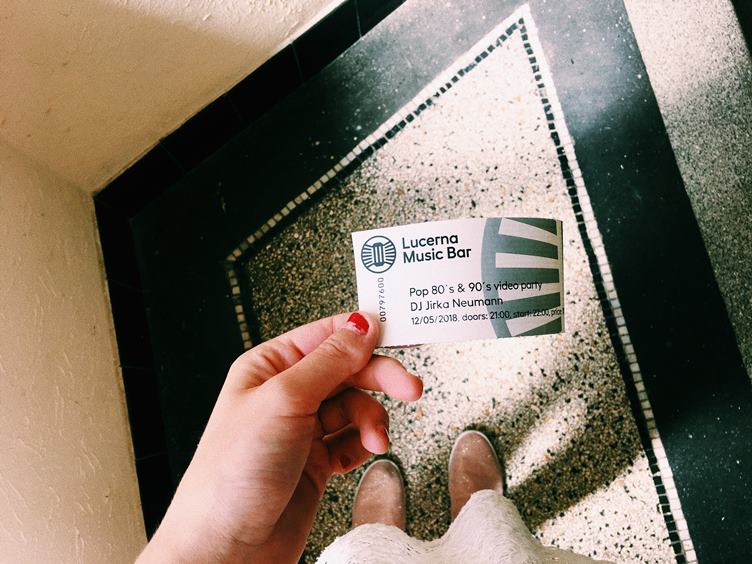 Lucerna
Music Bar
Pop 80´s & 90´s video party
DJ Jirka Neumann
12/05/2018, doors: 21:00, start: 22:00, price
00797600